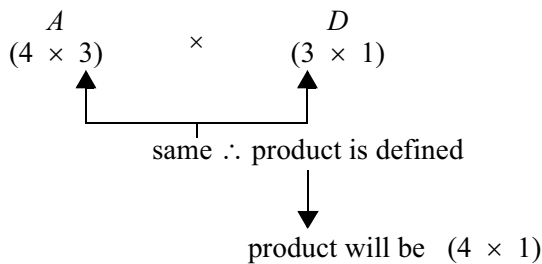 A D
(4 × 3) × (3 × 1)
same ∴ product is defined
product will be (4 × 1)